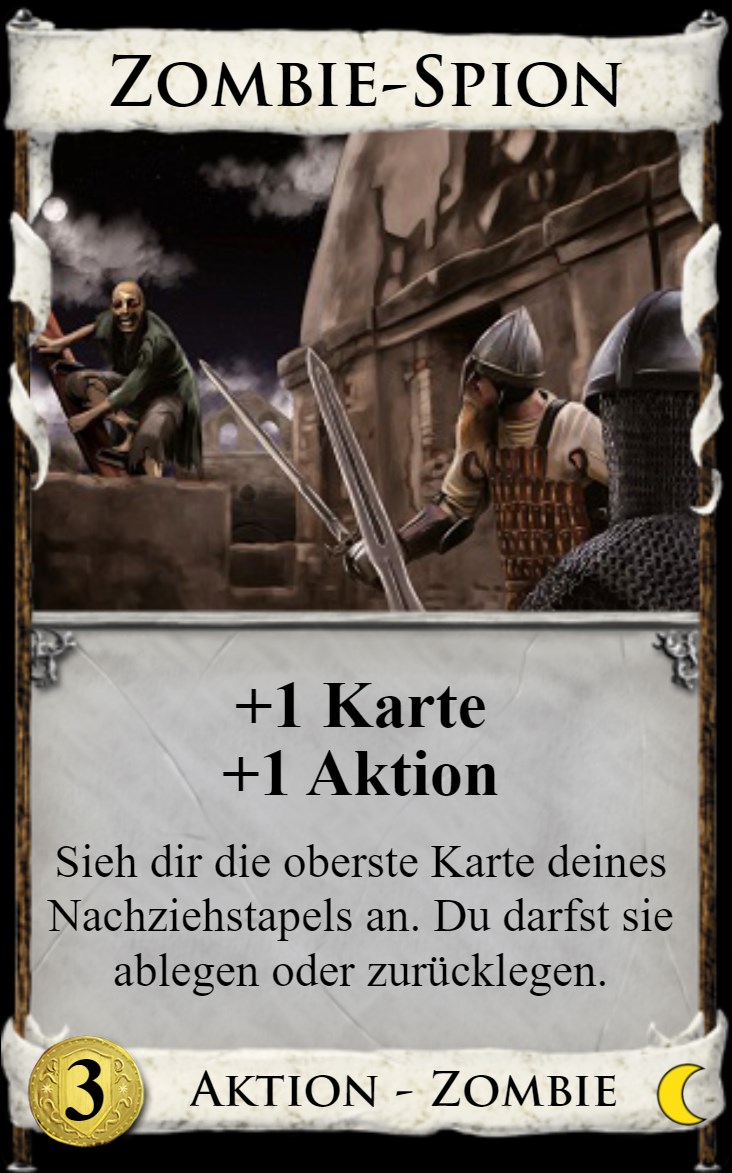 Zombie-Spion
+1 Karte
+1 Aktion
Sieh dir die oberste Karte deines
Nachziehstapels an. Du darfst sie
ablegen oder zurücklegen.
3
Aktion - Zombie